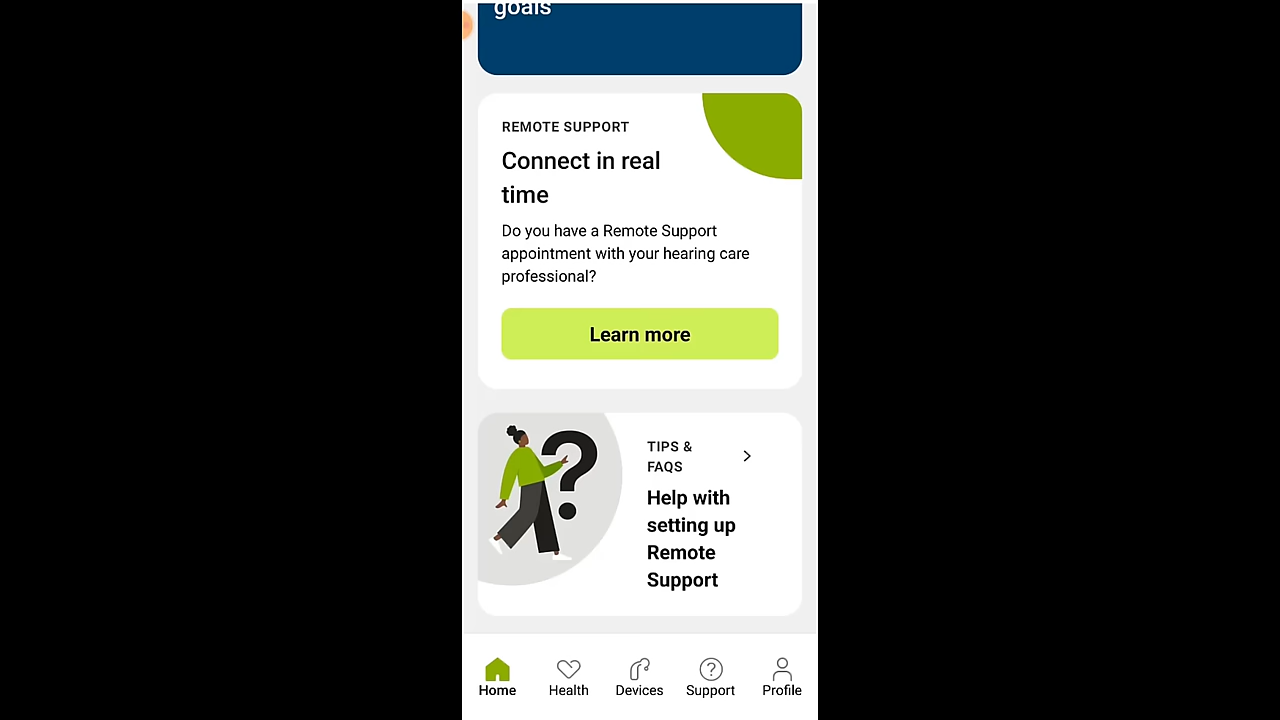 goals
REMOTE SUPPORT
Connect in real
time
Do you have a Remote Support
appointment with your hearing care
professional?
Learn more
TIPS &
FAQS
Help with
setting up
Remote
Support
Home Health Devices Support Profile